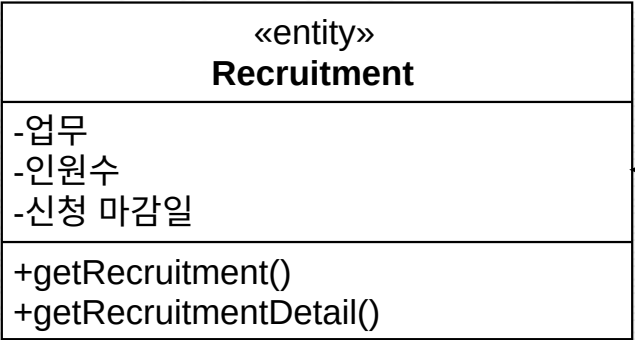 «entity»
Recruitment
-업무
-인원수
-신청 마감일
+getRecruitment()
+getRecruitmentDetail()